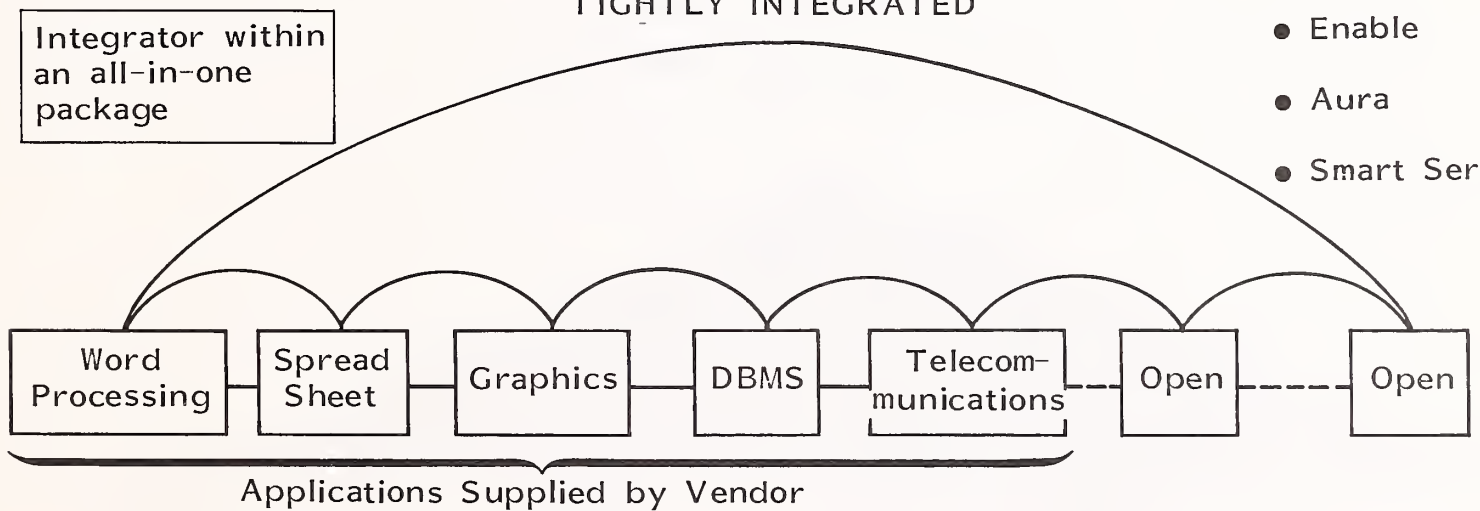 TIGHTLY INTEGRATED
Integrator within
an all-in-one
package
● Enable
● Aura
● Smart Ser
Word
Processing
Spread
Sheet
Graphics
DBMS
Telecom-
munications
Open
Open
Applications Supplied by Vendor